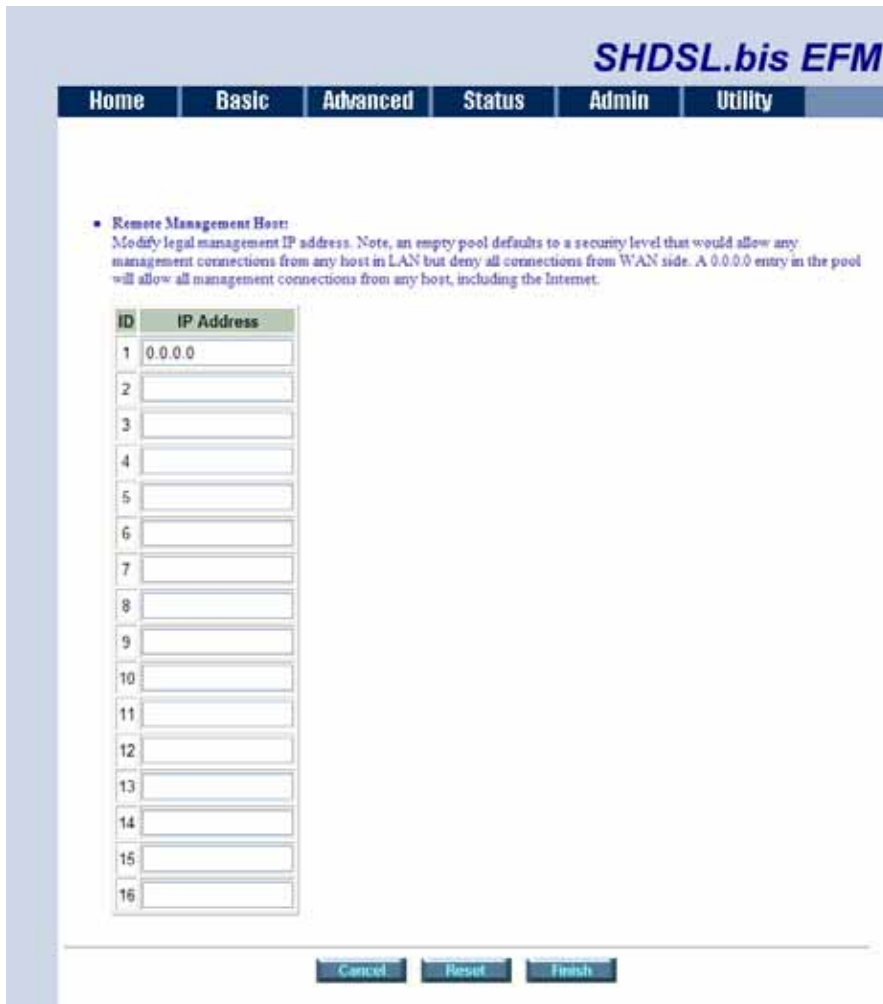 SHDSL.bis EFM
Home Basic Advanced Status Admin Utility
• Remote Management Host:
Modify legal management IP address. Note, an empty pool defaults to a security level that would allow any
management connections from any host in LAN but deny all connections from WAN side. A 0.0.0.0 entry in the pool
will allow all management connections from any host, including the Internet.
ID IP Address
1 0.0.0.0
2
3
4
5
6
7
8
9
10
11
12
13
14
15
16
Cancel Reset Finish